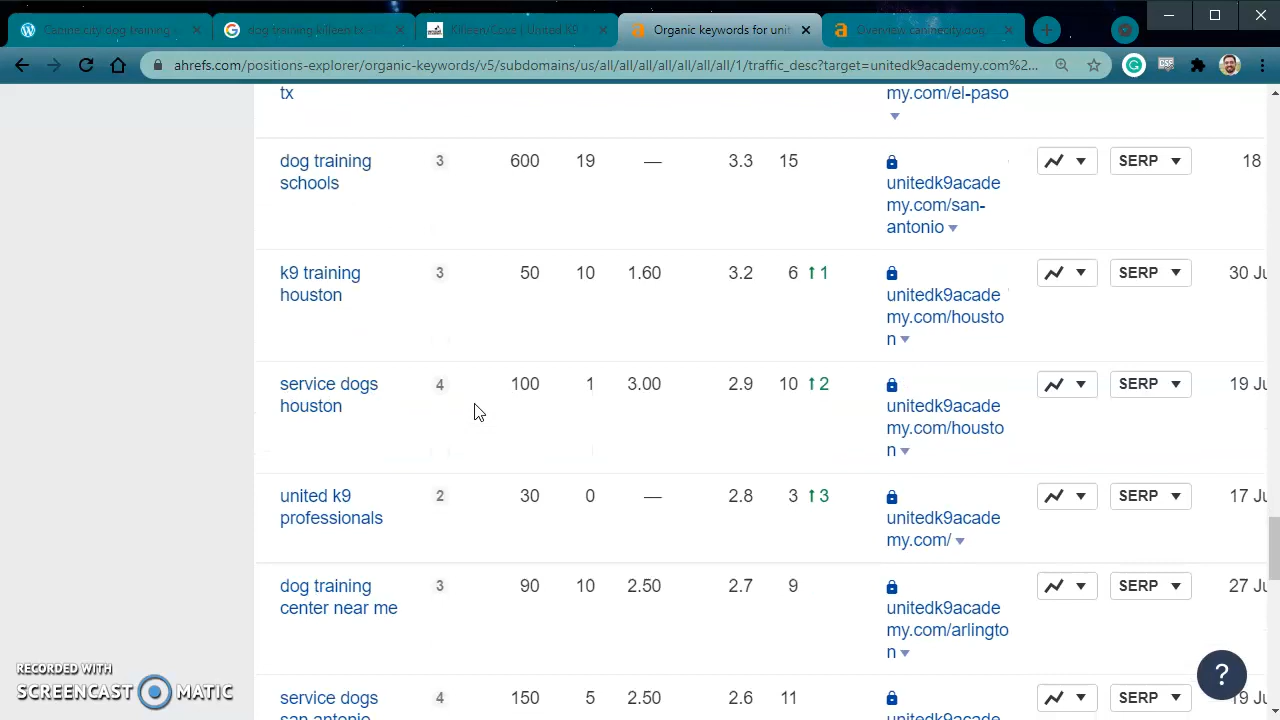 Canine city dog training
dog training killeen tx
Killeen/Cove | United K9
Organic keywords for unit
Overview: caninecity.dog
ahrefs.com/positions-explorer/organic-keywords/v5/subdomains/us/all/all/all/all/all/all/all/1/traffic_desc?target=unitedk9academy.com%2...
tx
my.com/el-paso
dog training 3 600 19 — 3.3 15 SERP 18
schools
unitedk9acade
my.com/san-
antonio
k9 training 3 50 10 1.60 3.2 6 ↑1 SERP 30 Ju
houston
unitedk9acade
my.com/housto
n
service dogs 4 100 1 3.00 2.9 10 ↑2 SERP 19 Ju
houston
unitedk9acade
my.com/housto
n
united k9 2 30 0 — 2.8 3 ↑3 SERP 17 Ju
professionals
unitedk9acade
my.com/
dog training 3 90 10 2.50 2.7 9 SERP 27 Ju
center near me
unitedk9acade
my.com/arlingto
n
service dogs 4 150 5 2.50 2.6 11 SERP 19 Ju
san antonio
unitedk9acade
?
RECORDED WITH
SCREENCAST MATIC